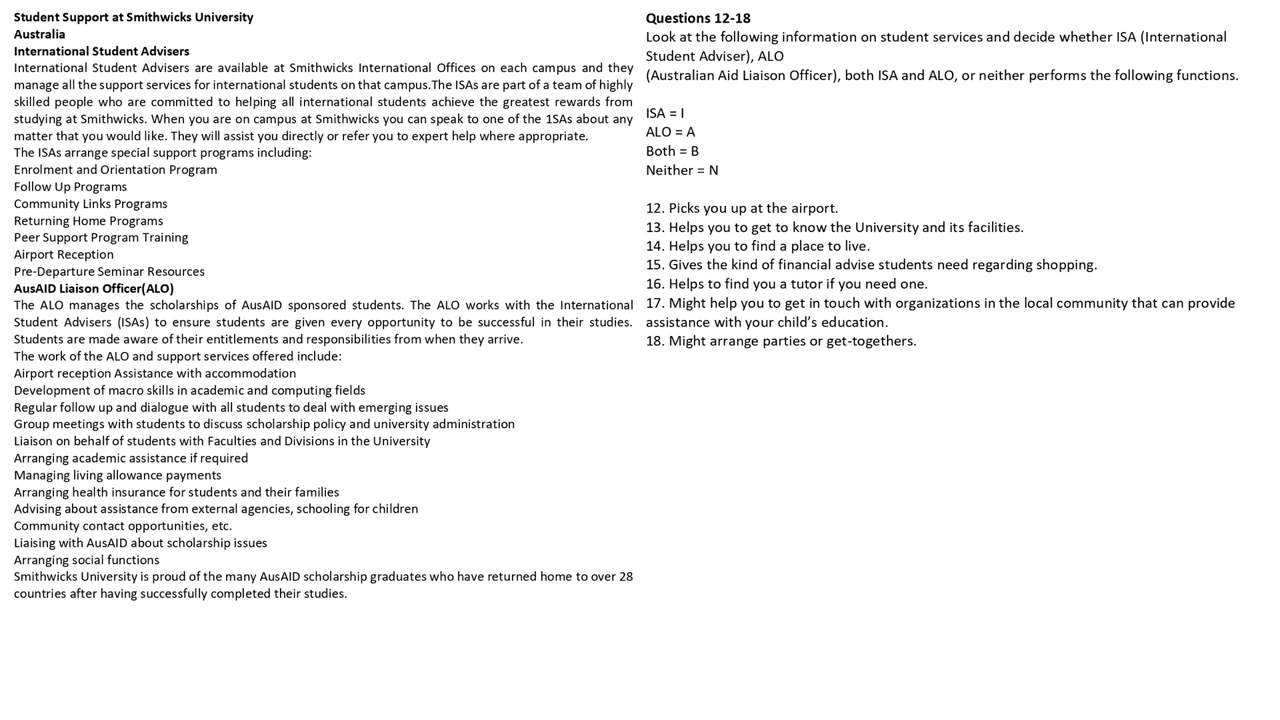 Student Support at Smithwicks University
Australia
International Student Advisers
International Student Advisers are available at Smithwicks International Offices on each campus and they
manage all the support services for international students on that campus.The ISAs are part of a team of highly
skilled people who are committed to helping all international students achieve the greatest rewards from
studying at Smithwicks. When you are on campus at Smithwicks you can speak to one of the 1SAs about any
matter that you would like. They will assist you directly or refer you to expert help where appropriate.
The ISAs arrange special support programs including:
Enrolment and Orientation Program
Follow Up Programs
Community Links Programs
Returning Home Programs
Peer Support Program Training
Airport Reception
Pre-Departure Seminar Resources
AusAID Liaison Officer(ALO)
The ALO manages the scholarships of AusAID sponsored students. The ALO works with the International
Student Advisers (ISAs) to ensure students are given every opportunity to be successful in their studies.
Students are made aware of their entitlements and responsibilities from when they arrive.
The work of the ALO and support services offered include:
Airport reception Assistance with accommodation
Development of macro skills in academic and computing fields
Regular follow up and dialogue with all students to deal with emerging issues
Group meetings with students to discuss scholarship policy and university administration
Liaison on behalf of students with Faculties and Divisions in the University
Arranging academic assistance if required
Managing living allowance payments
Arranging health insurance for students and their families
Advising about assistance from external agencies, schooling for children
Community contact opportunities, etc.
Liaising with AusAID about scholarship issues
Arranging social functions
Smithwicks University is proud of the many AusAID scholarship graduates who have returned home to over 28
countries after having successfully completed their studies.
Questions 12-18
Look at the following information on student services and decide whether ISA (International
Student Adviser), ALO
(Australian Aid Liaison Officer), both ISA and ALO, or neither performs the following functions.
ISA = I
ALO = A
Both = B
Neither = N
12. Picks you up at the airport.
13. Helps you to get to know the University and its facilities.
14. Helps you to find a place to live.
15. Gives the kind of financial advise students need regarding shopping.
16. Helps to find you a tutor if you need one.
17. Might help you to get in touch with organizations in the local community that can provide
assistance with your child’s education.
18. Might arrange parties or get-togethers.